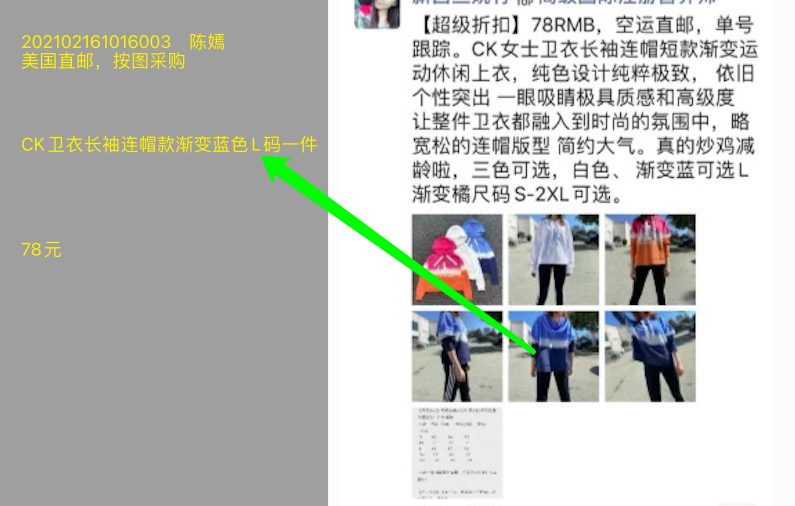 202102161016003 陈嫣
美国直邮，按图采购
CK卫衣长袖连帽款渐变蓝色L码一件
78元
【超级折扣】78RMB，空运直邮，单号
跟踪。CK女士卫衣长袖连帽短款渐变运
动休闲上衣，纯色设计纯粹极致， 依旧
个性突出 一眼吸睛极具质感和高级度
让整件卫衣都融入到时尚的氛围中，略
宽松的连帽版型 简约大气。真的炒鸡减
龄啦，三色可选，白色、 渐变蓝可选L
渐变橘尺码S-2XL可选。